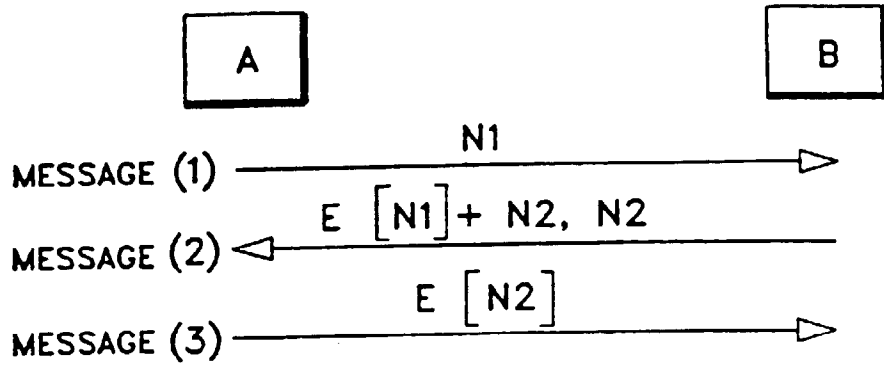 A
B
N1
MESSAGE (1)
E [N1] + N2, N2
MESSAGE (2)
E [N2]
MESSAGE (3)